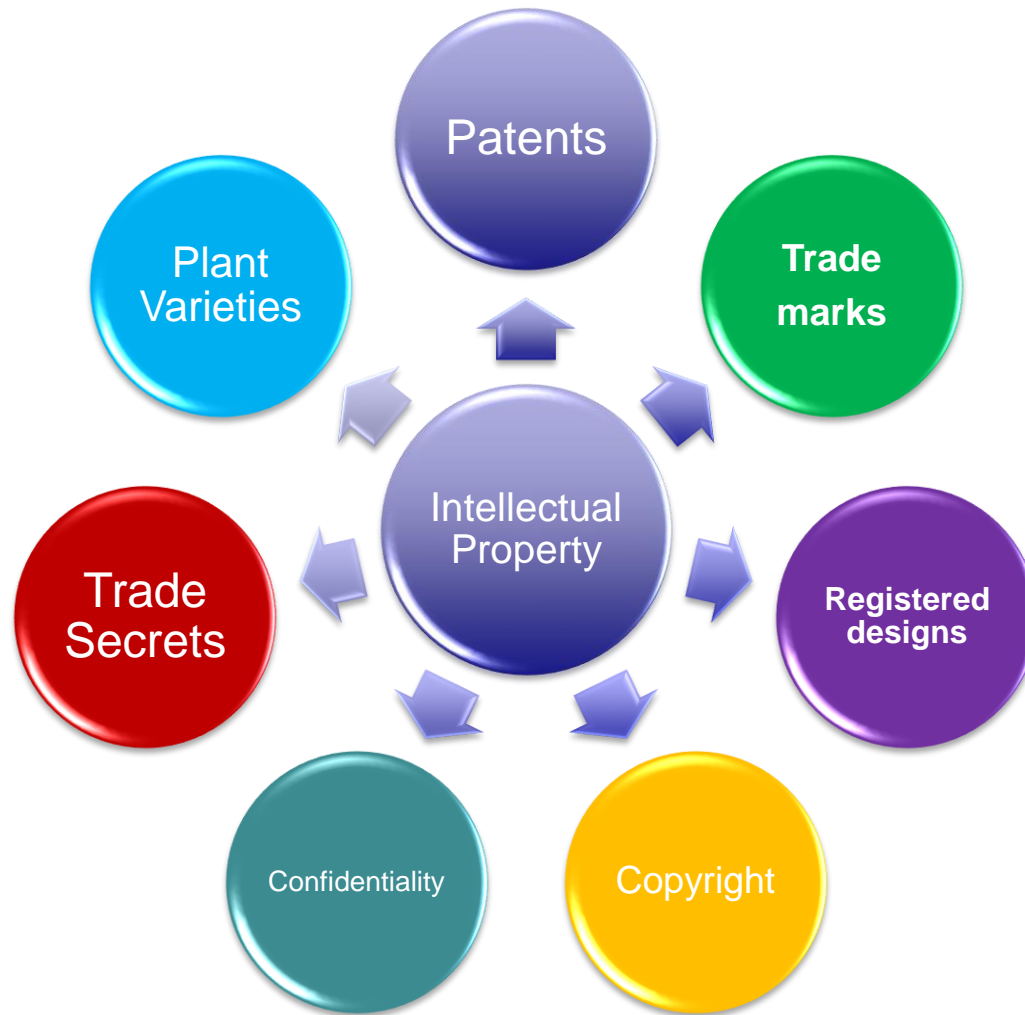 Patents
Trade
marks
Registered
designs
Copyright
Confidentiality
Trade
Secrets
Plant
Varieties
Intellectual
Property